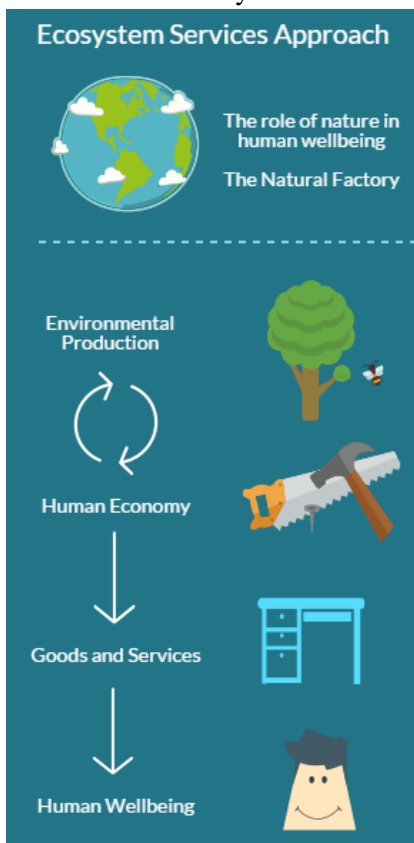 Ecosystem Services Approach
The role of nature in
human wellbeing
The Natural Factory
Environmental
Production
Human Economy
Goods and Services
Human Wellbeing